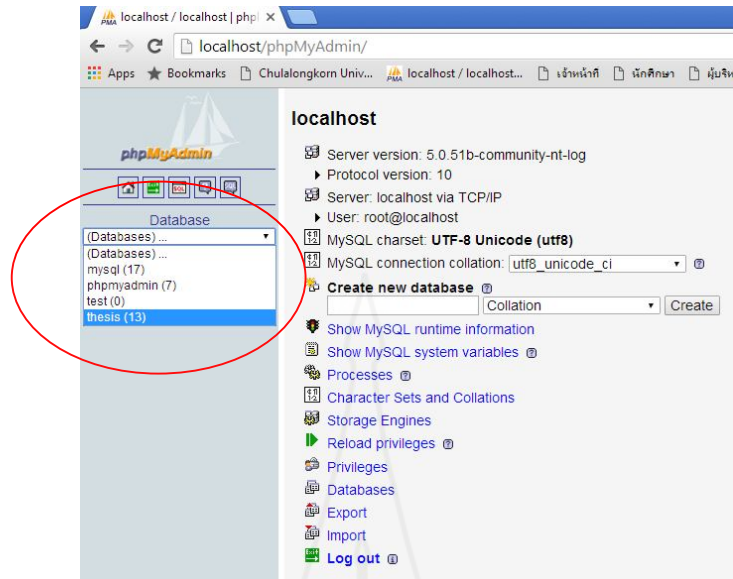 localhost / localhost | phpl
localhost/phpMyAdmin/
Apps Bookmarks Chulalongkorn Univ... localhost / localhost... เจ้าหน้าที่ นักศึกษา
phpMyAdmin
Database
(Databases) ...
(Databases) ...
mysql (17)
phpmyadmin (7)
test (0)
thesis (13)
localhost
Server version: 5.0.51b-community-nt-log
Protocol version: 10
Server: localhost via TCP/IP
User: root@localhost
MySQL charset: UTF-8 Unicode (utf8)
MySQL connection collation: utf8_unicode_ci
Create new database
Collation Create
Show MySQL runtime information
Show MySQL system variables
Processes
Character Sets and Collations
Storage Engines
Reload privileges
Privileges
Databases
Export
Import
Log out